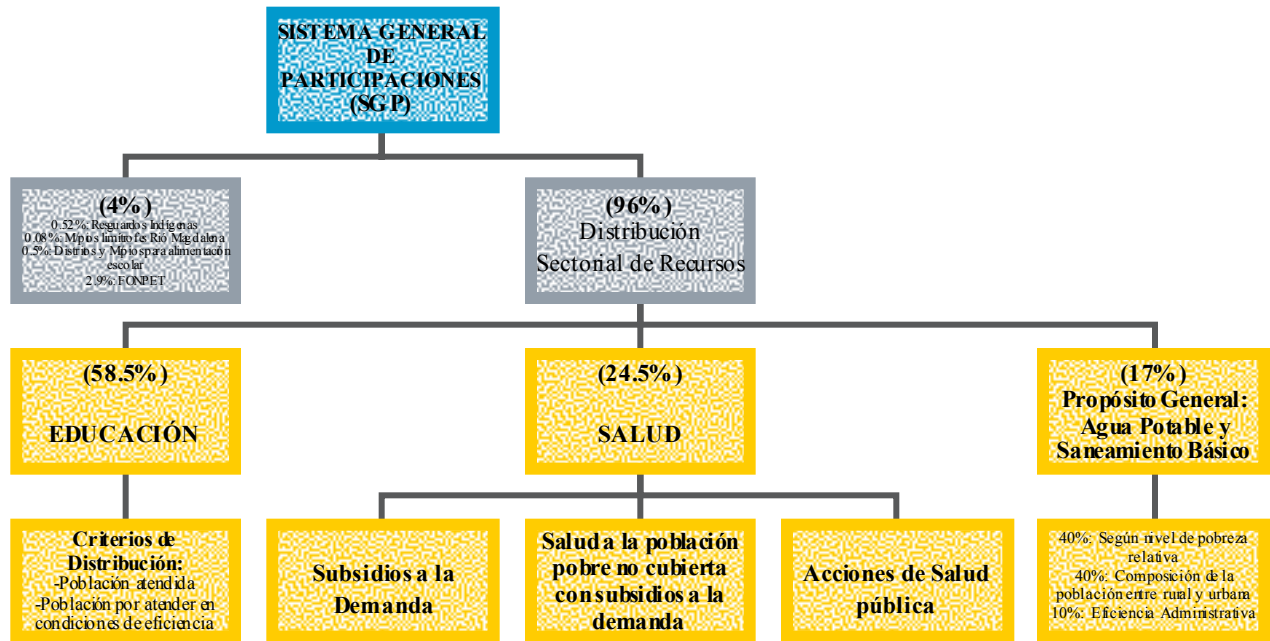 SISTEMA GENERAL
DE
PARTICIPACIONES
(SGP)
(4%)
0.52%: Resguardos Indígenas
0.08%: Mpios limitrofes Rió Magdalena
0.5%: Distritos y Mpios para alimentación
escolar
2.9%: FONPET
(96%)
Distribución
Sectorial de Recursos
(58.5%)
EDUCACIÓN
(24.5%)
SALUD
(17%)
Propósito General:
Agua Potable y
Saneamiento Básico
Criterios de
Distribución:
-Población atendida
-Población por atender en
condiciones de eficiencia
Subsidios a la
Demanda
Salud a la población
pobre no cubierta
con subsidios a la
demanda
Acciones de Salud
pública
40%: Según nivel de pobreza
relativa
40%: Composición de la
población entre rural y urbana
10%: Eficiencia Administrativa